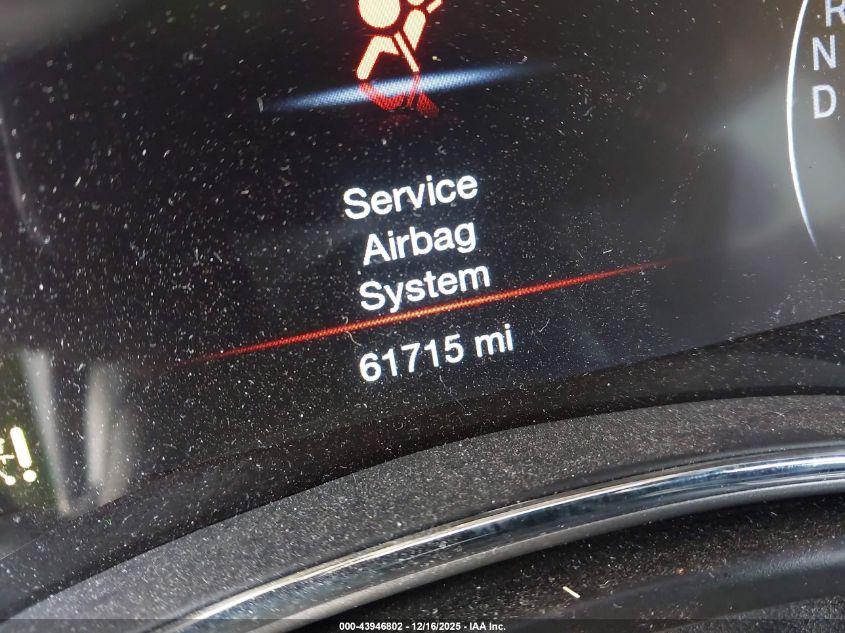 R
N
D
Service
Airbag
System
61715 mi
000-43946802 - 12/16/2025 - IAA Inc.